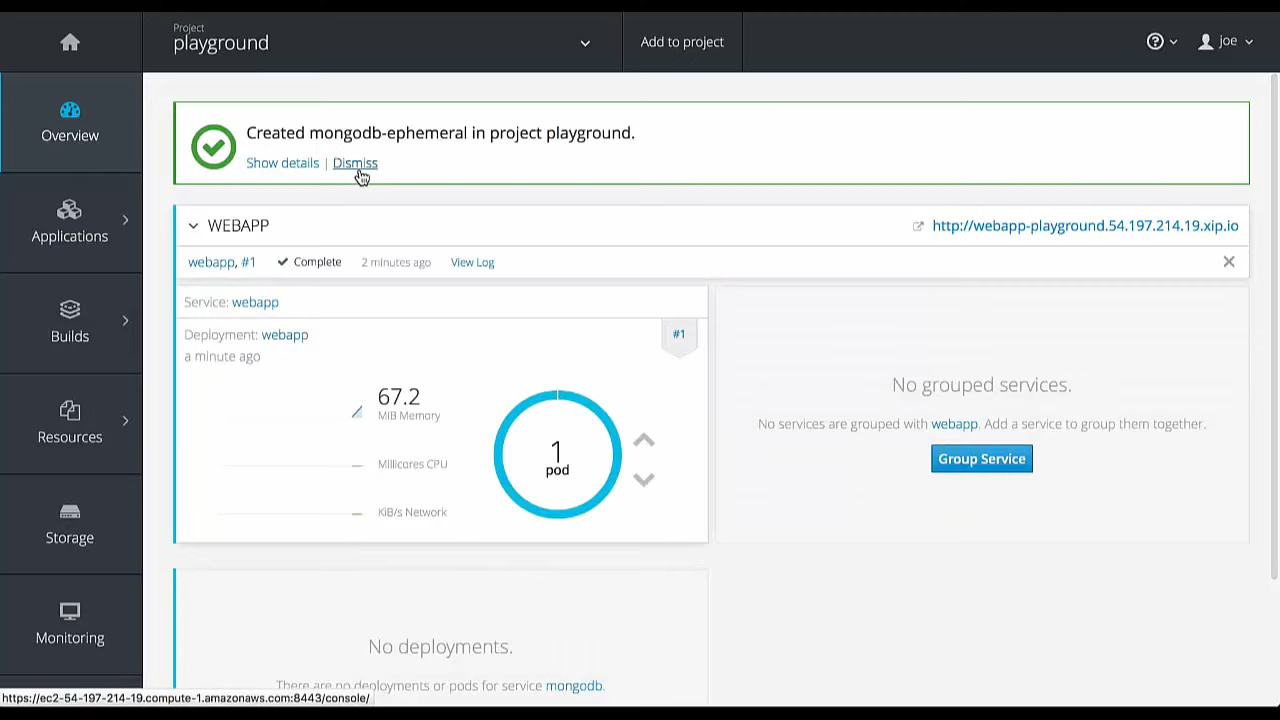 Project
playground
Add to project
joe
Overview
Applications
Builds
Resources
Storage
Monitoring
Created mongodb-ephemeral in project playground.
Show details | Dismiss
WEBAPP
http://webapp-playground.54.197.214.19.xip.io
webapp, #1 Complete 2 minutes ago View Log
Service: webapp
Deployment: webapp
#1
a minute ago
67.2
MiB Memory
Millicores CPU
KiB/s Network
1
pod
No grouped services.
No services are grouped with webapp. Add a service to group them together.
Group Service
No deployments.
There are no deployments or pods for service mongodb.
https://ec2-54-197-214-19.compute-1.amazonaws.com:8443/console/